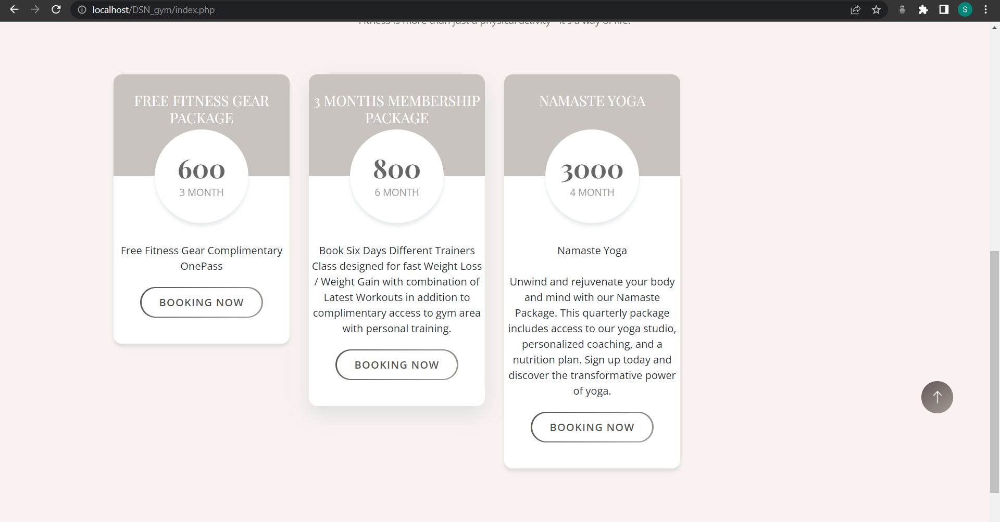 localhost/DSN_gym/index.php
S
Fitness is more than just a physical activity - it's a way of life.
FREE FITNESS GEAR
PACKAGE
600
3 MONTH
Free Fitness Gear Complimentary
OnePass
BOOKING NOW
3 MONTHS MEMBERSHIP
PACKAGE
800
6 MONTH
Book Six Days Different Trainers
Class designed for fast Weight Loss
/ Weight Gain with combination of
Latest Workouts in addition to
complimentary access to gym area
with personal training.
BOOKING NOW
NAMASTE YOGA
3000
4 MONTH
Namaste Yoga
Unwind and rejuvenate your body
and mind with our Namaste
Package. This quarterly package
includes access to our yoga studio,
personalized coaching, and a
nutrition plan. Sign up today and
discover the transformative power
of yoga.
BOOKING NOW